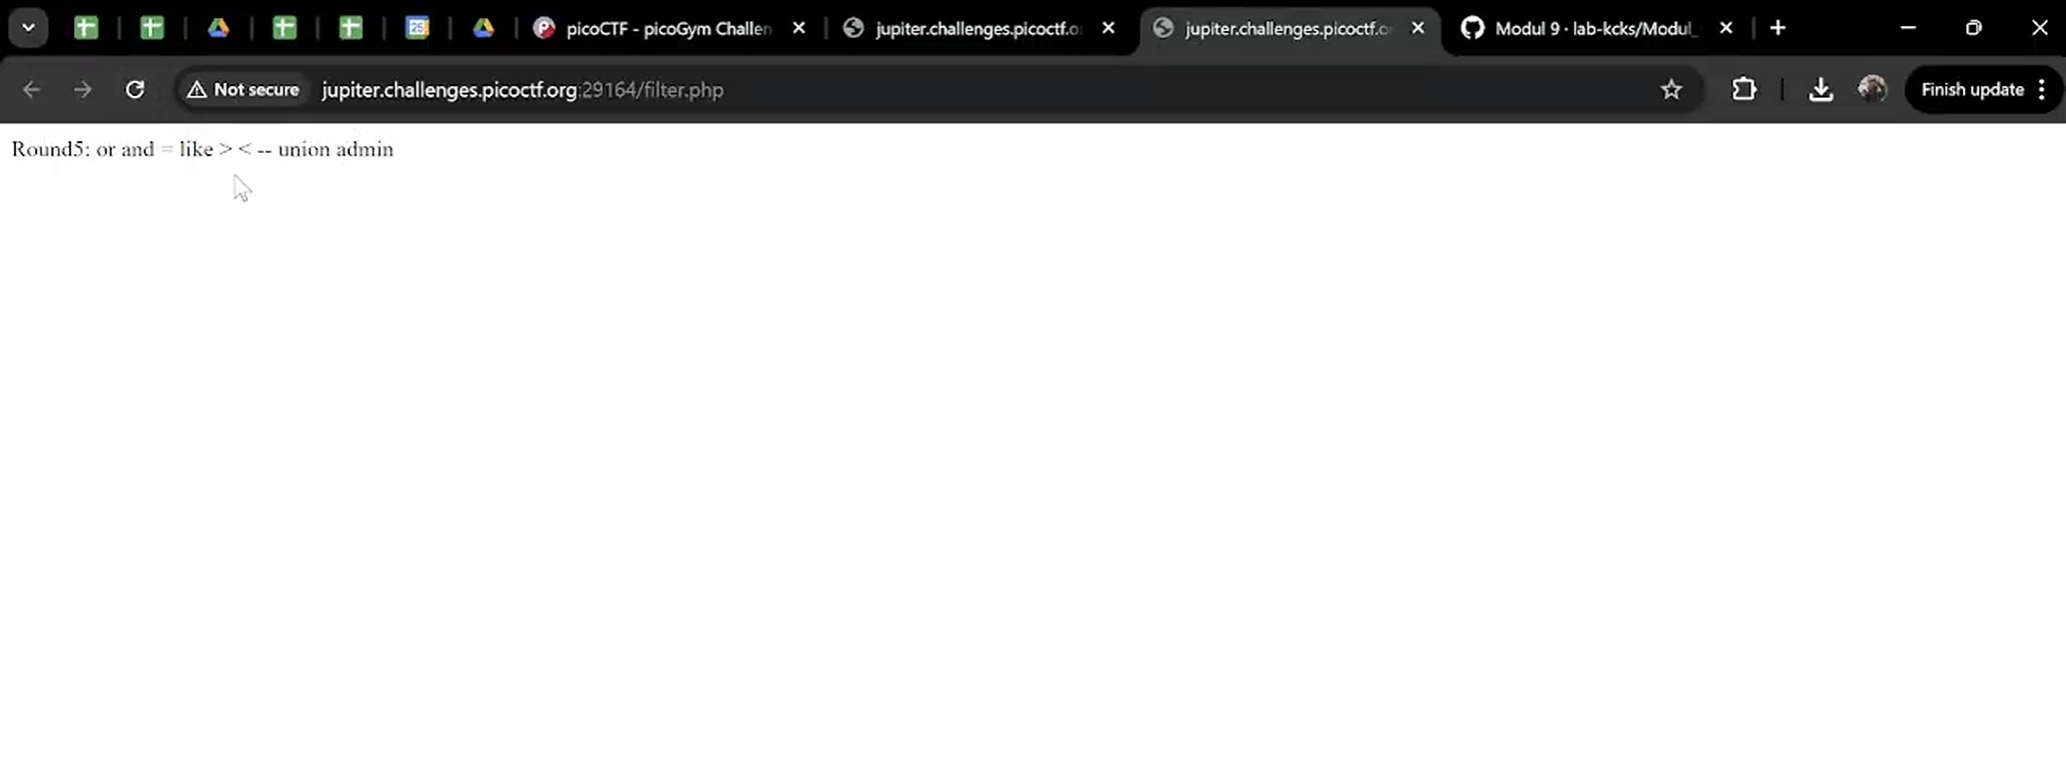 picoCTF - picoGym Challen
jupiter.challenges.picoctf.o
jupiter.challenges.picoctf.o
Modul 9 · lab-kcks/Modul_
Not secure
jupiter.challenges.picoctf.org:29164/filter.php
Finish update
Round5: or and = like > < -- union admin